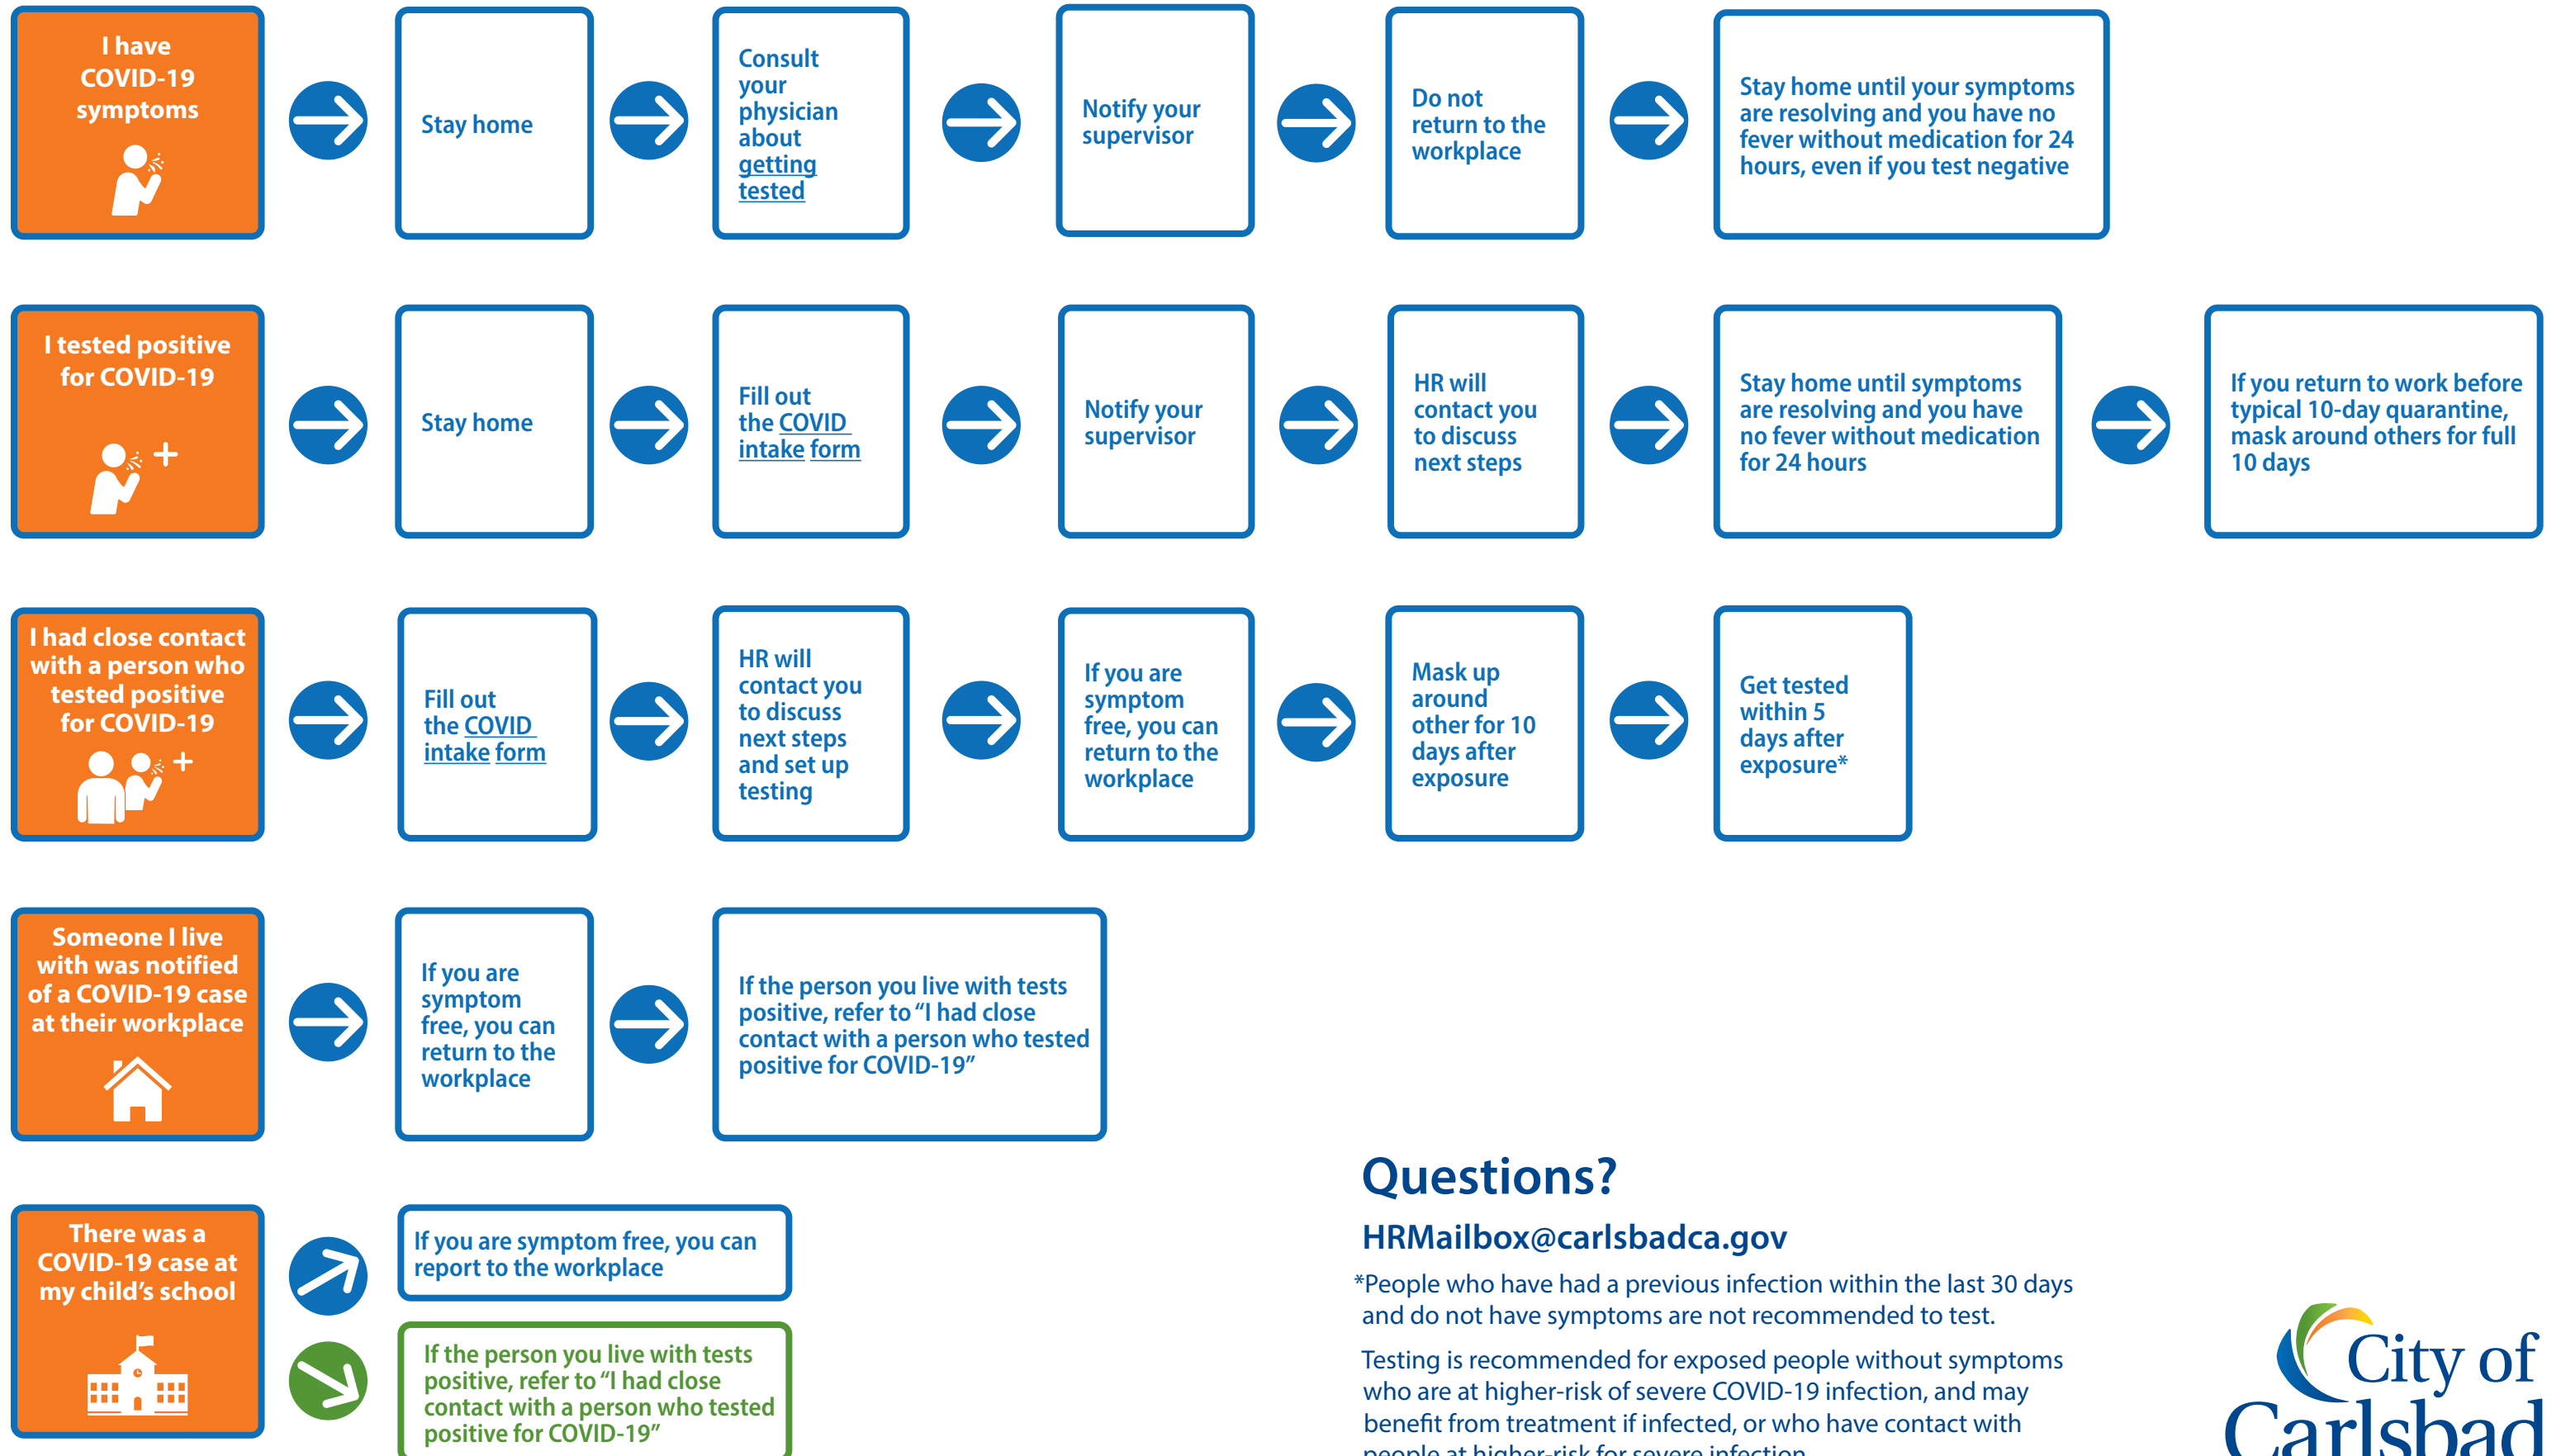 I have
COVID-19
symptoms
Stay home
Consult
your
physician
about
getting
tested
Notify your
supervisor
Do not
return to the
workplace
Stay home until your symptoms
are resolving and you have no
fever without medication for 24
hours, even if you test negative
I tested positive
for COVID-19
Stay home
Fill out
the COVID
intake form
Notify your
supervisor
HR will
contact you
to discuss
next steps
Stay home until symptoms
are resolving and you have
no fever without medication
for 24 hours
If you return to work before
typical 10-day quarantine,
mask around others for full
10 days
I had close contact
with a person who
tested positive
for COVID-19
Fill out
the COVID
intake form
HR will
contact you
to discuss
next steps
and set up
testing
If you are
symptom
free, you can
return to the
workplace
Mask up
around
other for 10
days after
exposure
Get tested
within 5
days after
exposure*
Someone I live
with was notified
of a COVID-19 case
at their workplace
If you are
symptom
free, you can
return to the
workplace
If the person you live with tests
positive, refer to “I had close
contact with a person who tested
positive for COVID-19”
There was a
COVID-19 case at
my child’s school
If you are symptom free, you can
report to the workplace
If the person you live with tests
positive, refer to “I had close
contact with a person who tested
positive for COVID-19”
Questions?
HRMailbox@carlsbadca.gov
*People who have had a previous infection within the last 30 days
and do not have symptoms are not recommended to test.
Testing is recommended for exposed people without symptoms
who are at higher-risk of severe COVID-19 infection, and may
benefit from treatment if infected, or who have contact with
people at higher-risk for severe infection
City of
Carlsbad